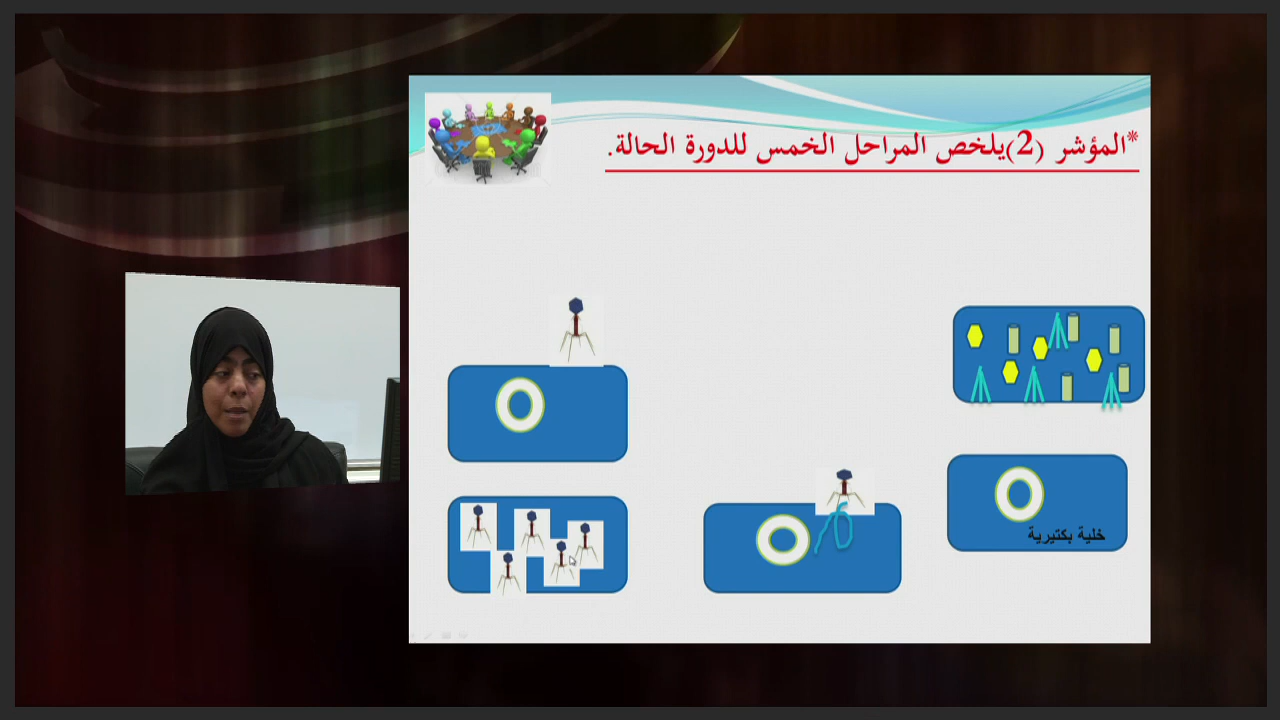 *المؤشر (2)يلخص المراحل الخمس للدورة الحالة.
خلية بكتيرية